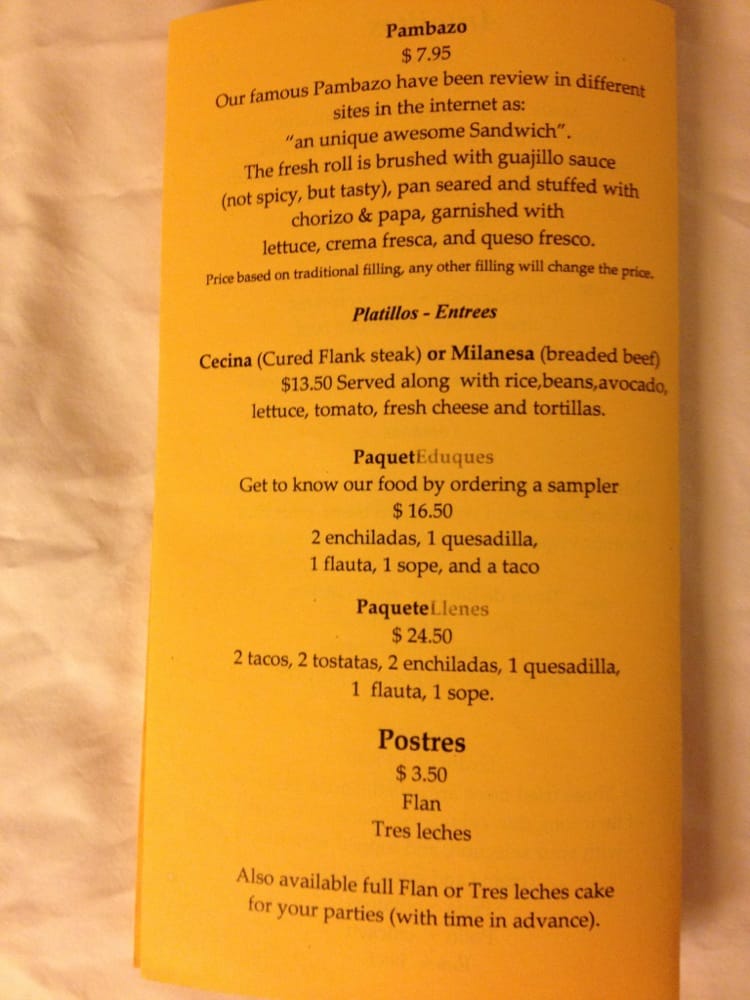 Pambazo
$ 7.95
Our famous Pambazo have been review in different
sites in the internet as:
"an unique awesome Sandwich".
The fresh roll is brushed with guajillo sauce
(not spicy, but tasty), pan seared and stuffed with
chorizo & papa, garnished with
lettuce, crema fresca, and queso fresco.
Price based on traditional filling, any other filling will change the price.
Platillos - Entrees
Cecina (Cured Flank steak) or Milanesa (breaded beef)
$13.50 Served along with rice,beans,avocado,
lettuce, tomato, fresh cheese and tortillas.
PaquetEduques
Get to know our food by ordering a sampler
$ 16.50
2 enchiladas, 1 quesadilla,
1 flauta, 1 sope, and a taco
PaqueteLlenes
$ 24.50
2 tacos, 2 tostatas, 2 enchiladas, 1 quesadilla,
1 flauta, 1 sope.
Postres
$ 3.50
Flan
Tres leches
Also available full Flan or Tres leches cake
for your parties (with time in advance).